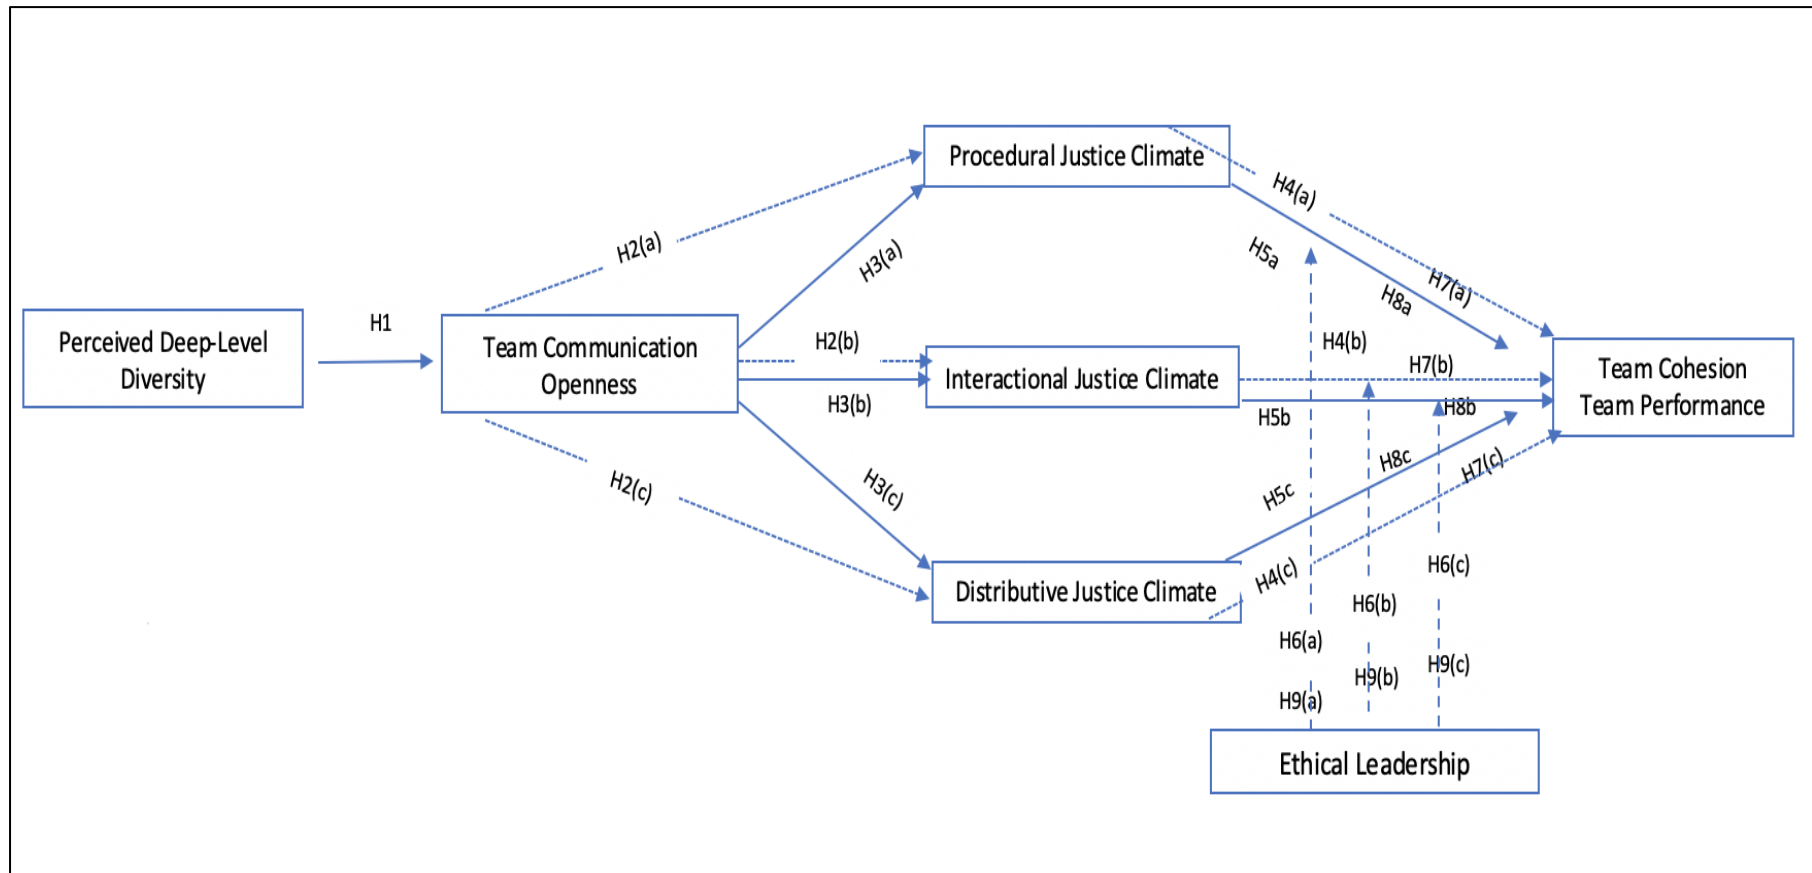 Procedural Justice Climate
H4(a)
H2(a)
H3(a)
H5a
H7(a)
H8a
H1
Perceived Deep-Level
Diversity
Team Communication
Openness
H2(b)
H3(b)
Interactional Justice Climate
H4(b)
H7(b)
H5b
H8b
Team Cohesion
Team Performance
H2(c)
H3(c)
H5c
H8c
H7(c)
Distributive Justice Climate
H4(c)
H6(c)
H6(b)
H6(a)
H9(c)
H9(b)
H9(a)
Ethical Leadership